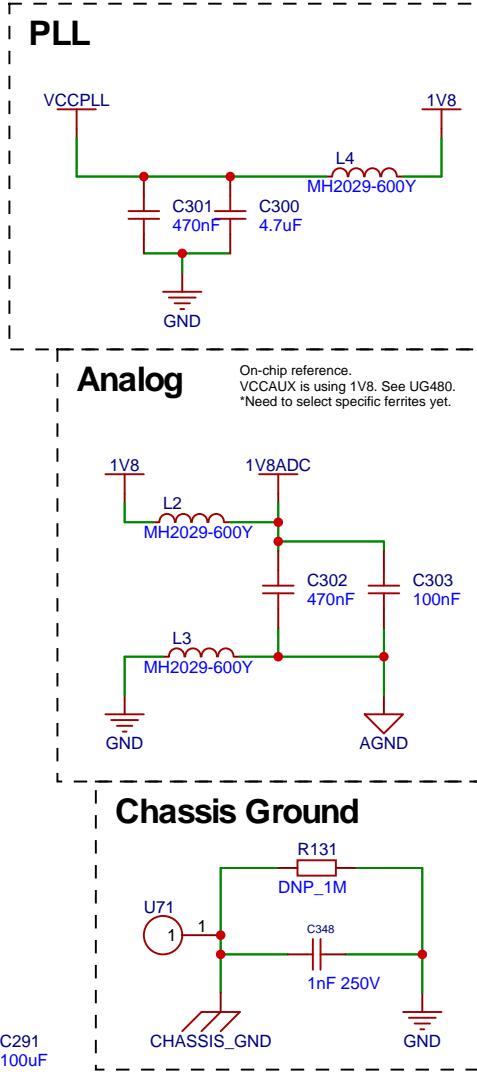 PLL
VCCPLL
1V8
L4
MH2029-600Y
C301
470nF
C300
4.7uF
GND
Analog
On-chip reference.
VCCAUX is using 1V8. See UG480.
*Need to select specific ferrites yet.
1V8
1V8ADC
L2
MH2029-600Y
C302
470nF
C303
100nF
L3
MH2029-600Y
GND
AGND
Chassis Ground
R131
DNP_1M
U71
1
1
C348
1nF 250V
CHASSIS_GND
GND
C291
100uF